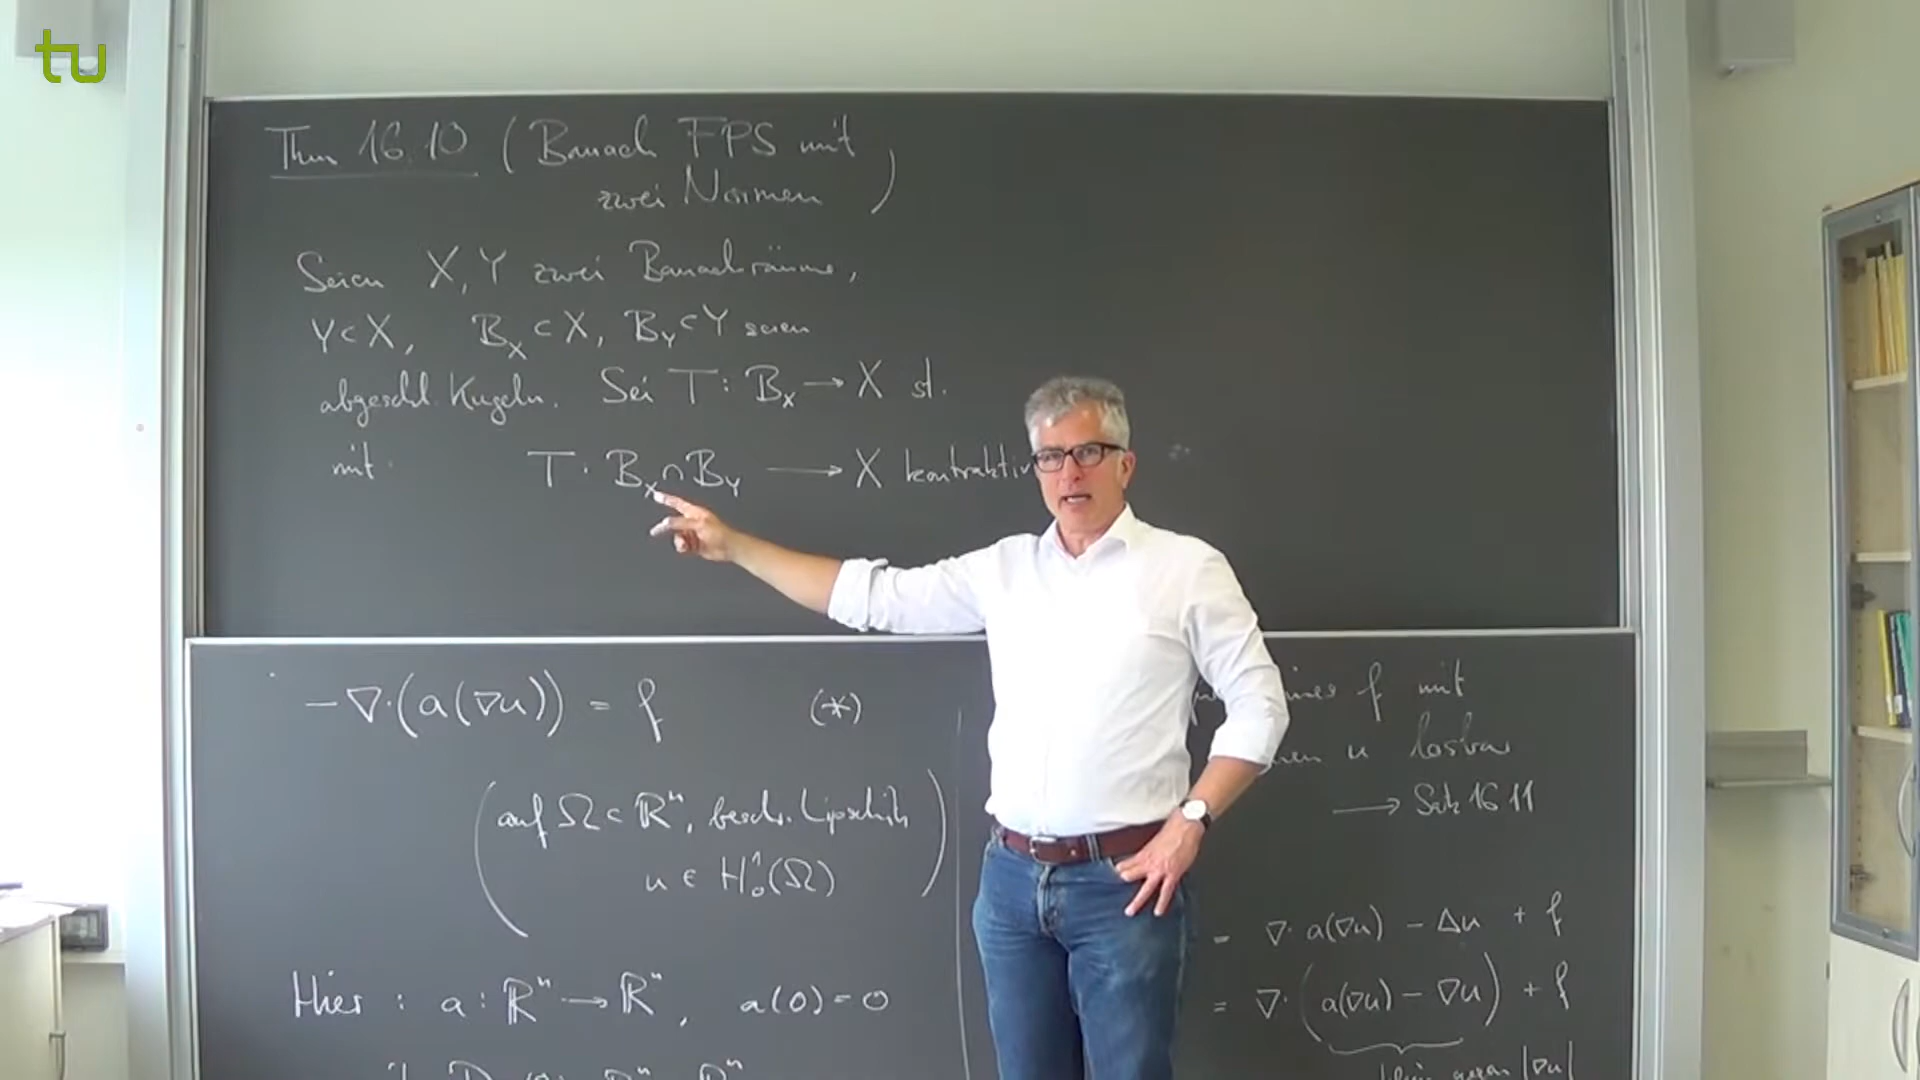 tu
Thm 16.10 (Banach FPS mit
zwei Normen)
Seien X, Y zwei Banachräume,
Y⊂X, B_X ⊂ X, B_Y ⊂ Y seien
abgeschl. Kugeln. Sei T : B_X → X st.
mit T : B_X ∩ B_Y → X kontraktiv
-∇·(a(∇u)) = f (*)
(auf Ω ⊂ ℝⁿ, beschr. Lipschitz
u ∈ H¹₀(Ω))
Hier : a : ℝⁿ → ℝⁿ, a(0) = 0
f mit
u lösbar
→ Satz 16.11
= ∇· a(∇u) - Δu + f
= ∇· (a(∇u) - ∇u) + f
|∇u|